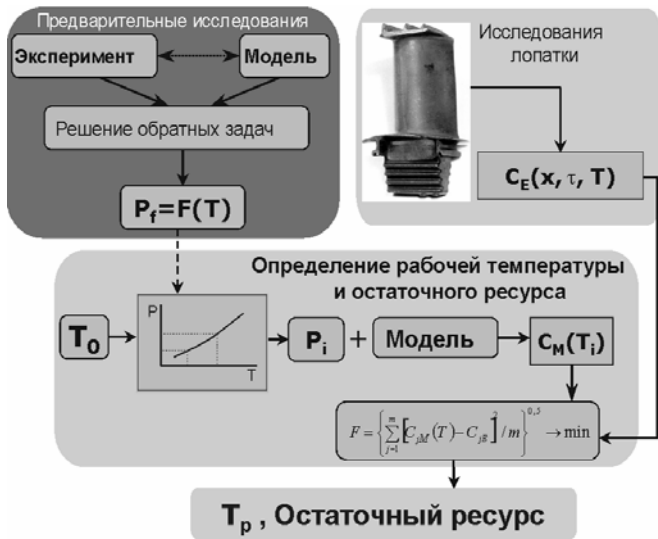 Предварительные исследования
Эксперимент
Модель
Решение обратных задач
P_f=F(T)
Исследования
лопатки
C_E(x, τ, T)
Определение рабочей температуры
и остаточного ресурса
T_0
P
T
P_i
+
Модель
C_M(T_i)
F = { \sum_{j=1}^{m} [C_{jM}(T) − C_{jE}]^2 / m }^{0,5} → min
T_p , Остаточный ресурс